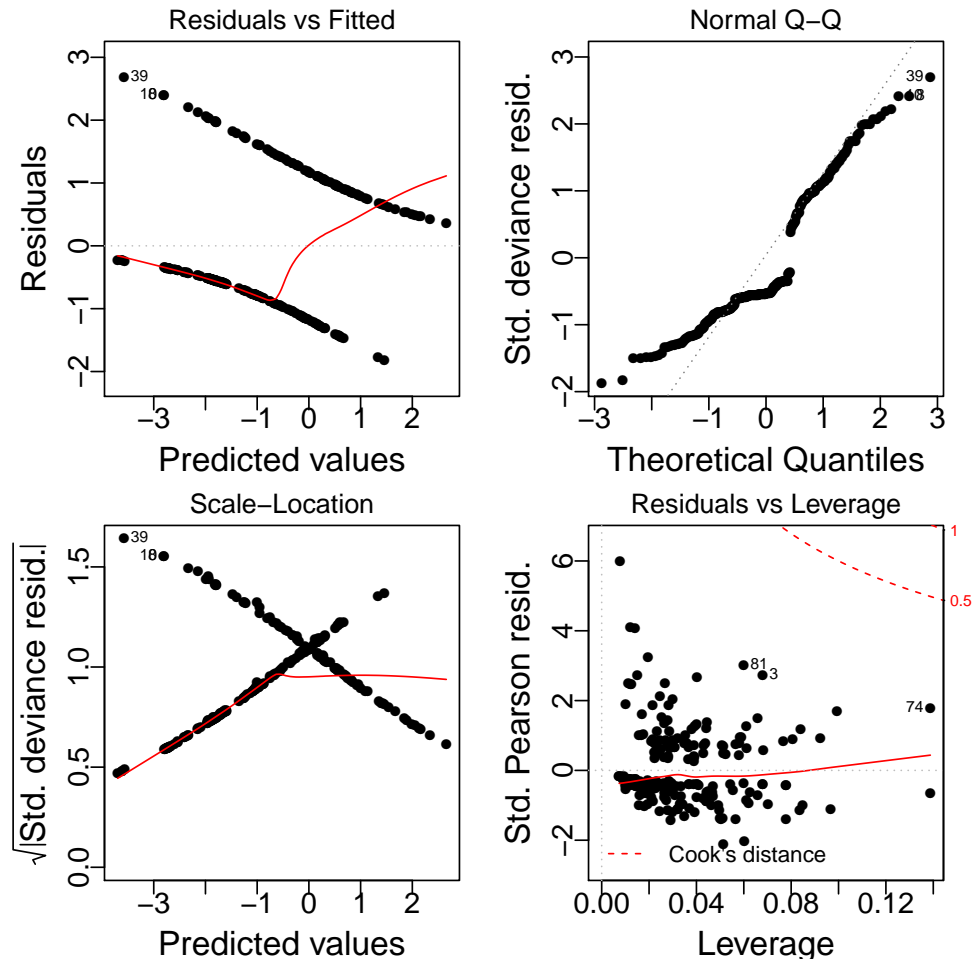 Residuals vs Fitted
Residuals
3
2
1
0
−1
−2
39
−3 −1 0 1 2
Predicted values
Normal Q−Q
Std. deviance resid.
3
2
1
0
−1
−2
39
−3 −1 0 1 2 3
Theoretical Quantiles
Scale−Location
√|Std. deviance resid.|
1.5
1.0
0.5
0.0
39
−3 −1 0 1 2
Predicted values
Residuals vs Leverage
Std. Pearson resid.
6
4
2
0
−2
1
0.5
81
3
74
Cook's distance
0.00 0.04 0.08 0.12
Leverage